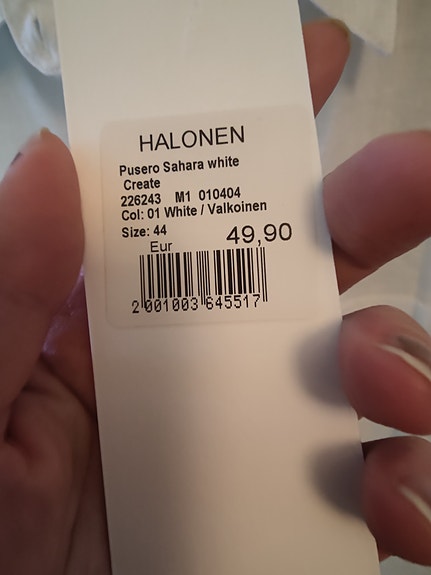 HALONEN
Pusero Sahara white
Create
226243 M1 010404
Col: 01 White / Valkoinen
Size: 44
Eur 49,90
2 001003 645517